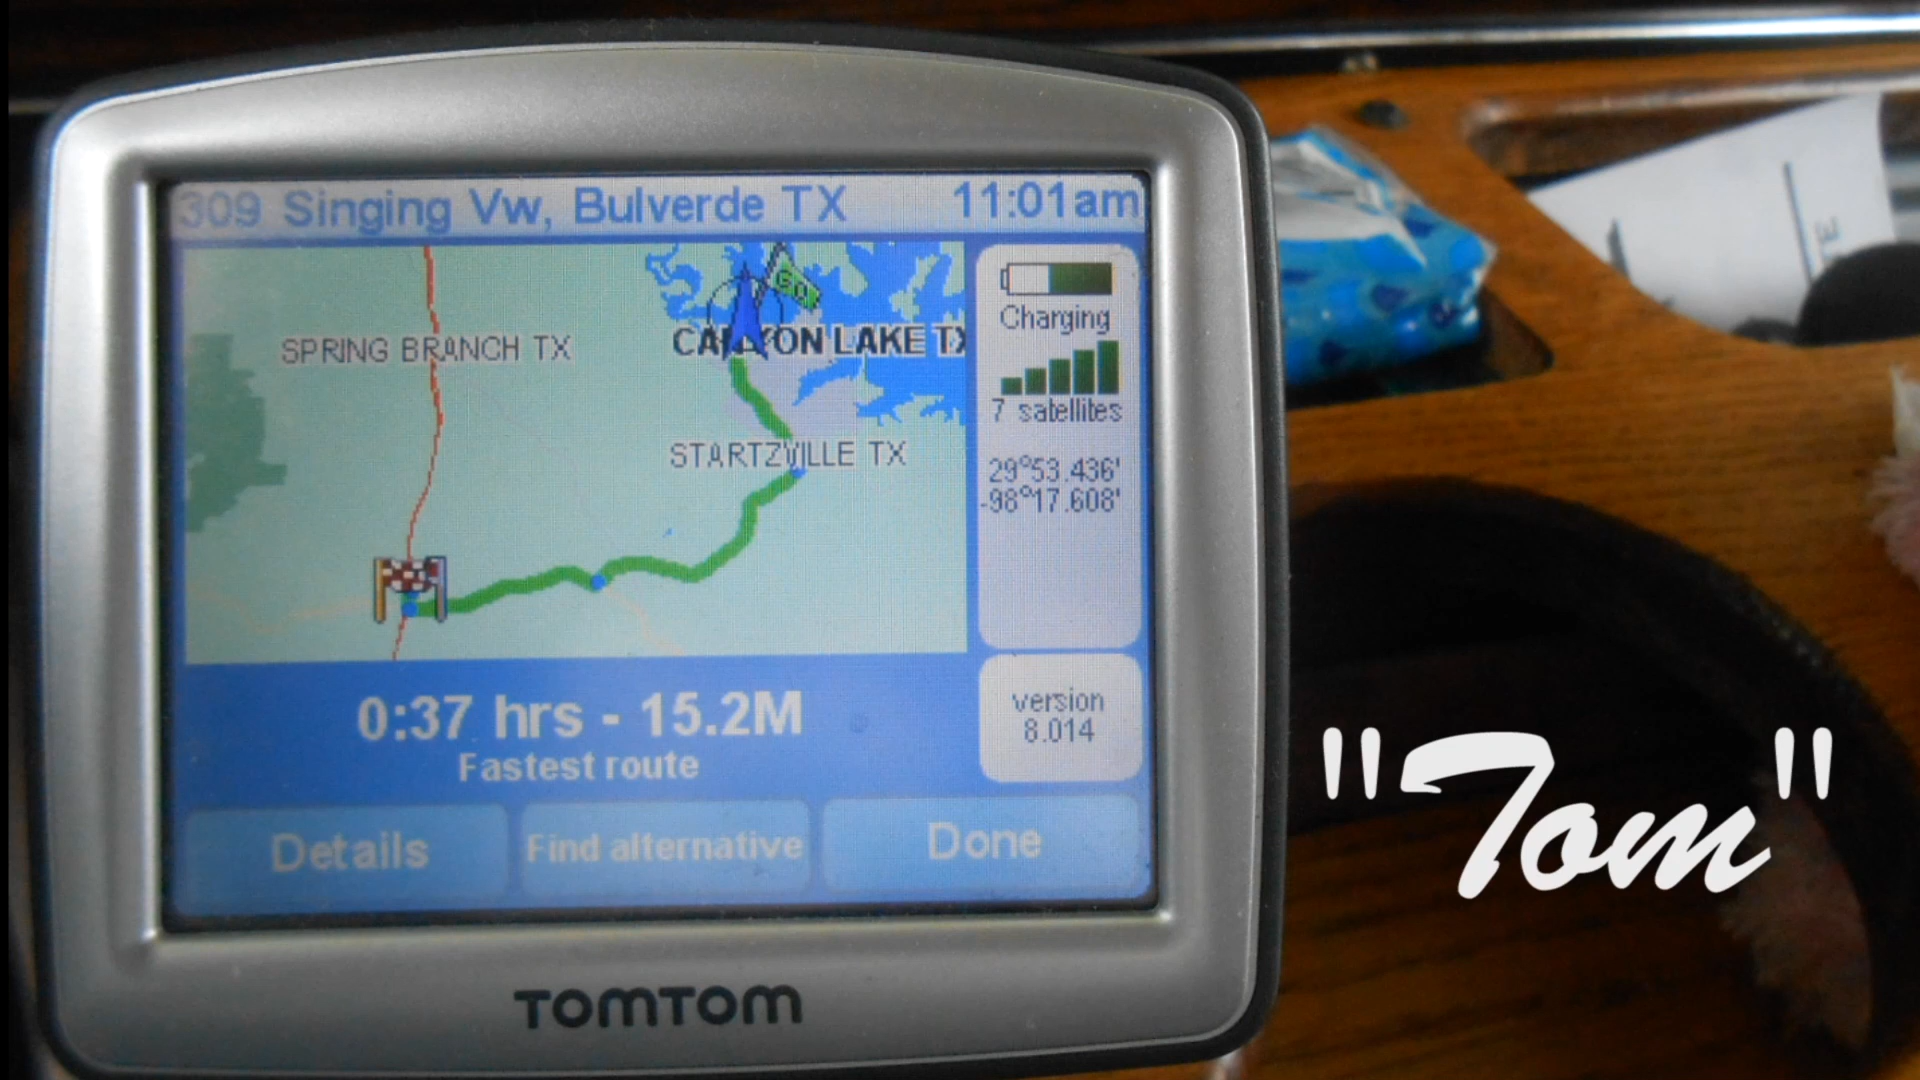 309 Singing Vw, Bulverde TX 11:01am
SPRING BRANCH TX
CANYON LAKE TX
STARTZVILLE TX
Charging
7 satellites
29°53.436'
-98°17.608'
0:37 hrs - 15.2M
Fastest route
version
8.014
Details Find alternative Done
TOMTOM
"Tom"